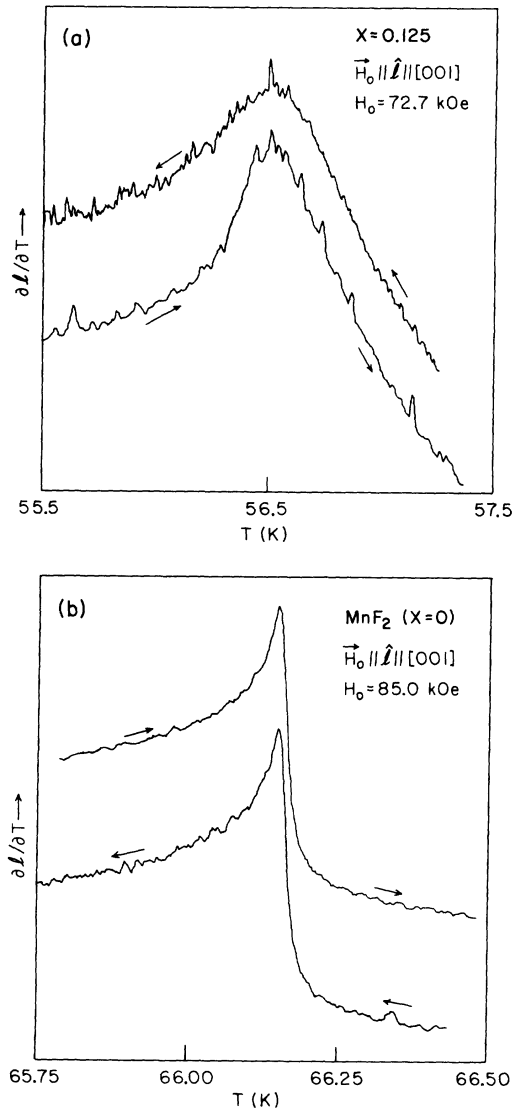 (a)
X=0.125
H₀||l̂||[001]
H₀=72.7 kOe
∂l/∂T
55.5
56.5
57.5
T (K)
(b)
MnF₂ (X=0)
H₀||l̂||[001]
H₀=85.0 kOe
∂l/∂T
65.75
66.00
66.25
66.50
T (K)